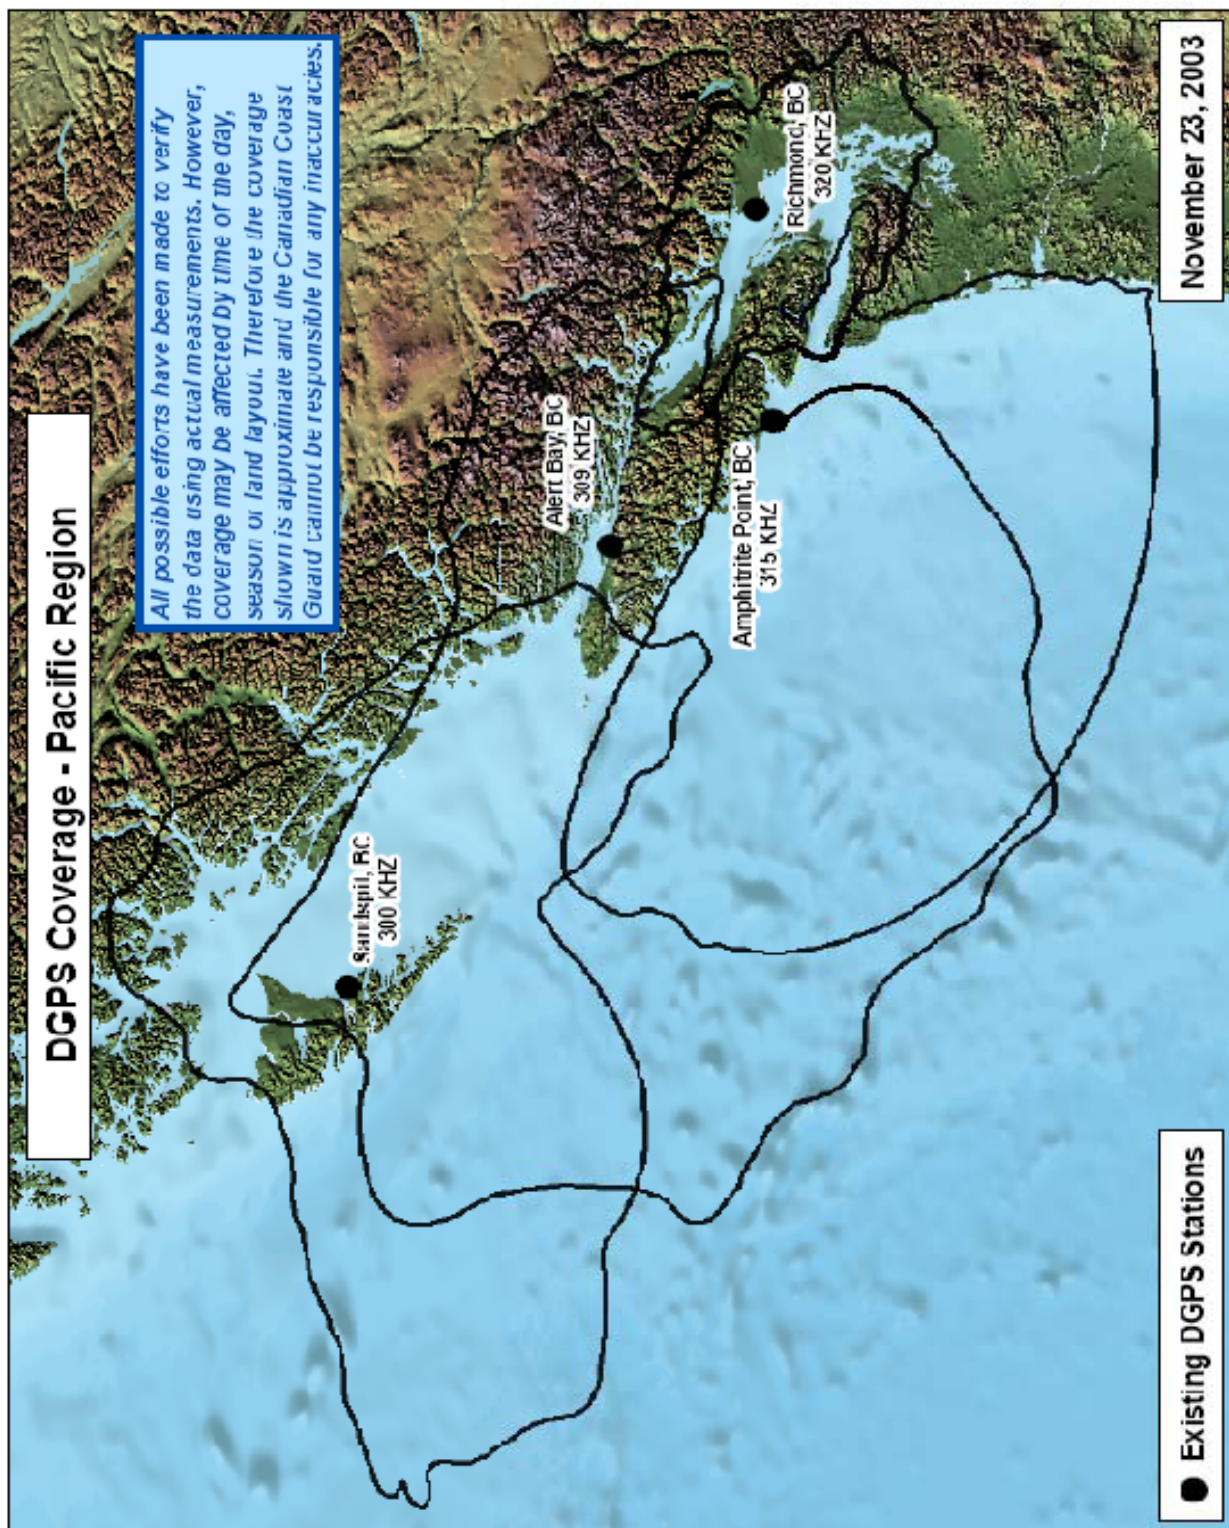 DGPS Coverage - Pacific Region
All possible efforts have been made to verify
the data using actual measurements. However,
coverage may be affected by time of the day,
season or land layout. Therefore the coverage
shown is approximate and the Canadian Coast
Guard cannot be responsible for any inaccuracies.
Sandspit, BC
300 KHZ
Alert Bay, BC
309 KHZ
Amphitrite Point, BC
315 KHZ
Richmond, BC
320 KHZ
Existing DGPS Stations
November 23, 2003